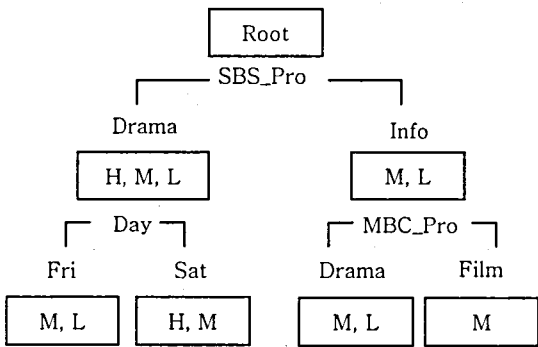 Root
SBS_Pro
Drama Info
H, M, L M, L
Day MBC_Pro
Fri Sat Drama Film
M, L H, M M, L M